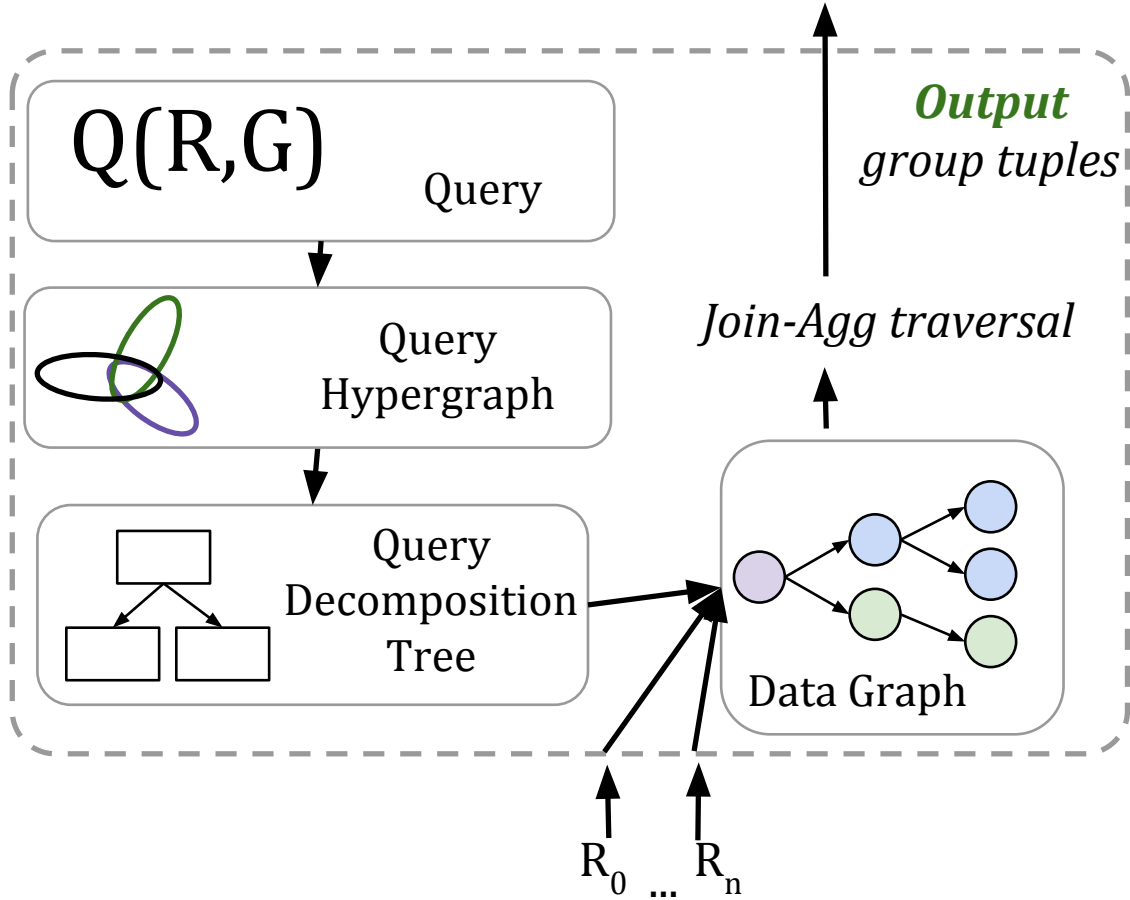 Q(R,G)
Query
Query
Hypergraph
Query
Decomposition
Tree
Output
group tuples
Join-Agg traversal
Data Graph
R0 ... Rn